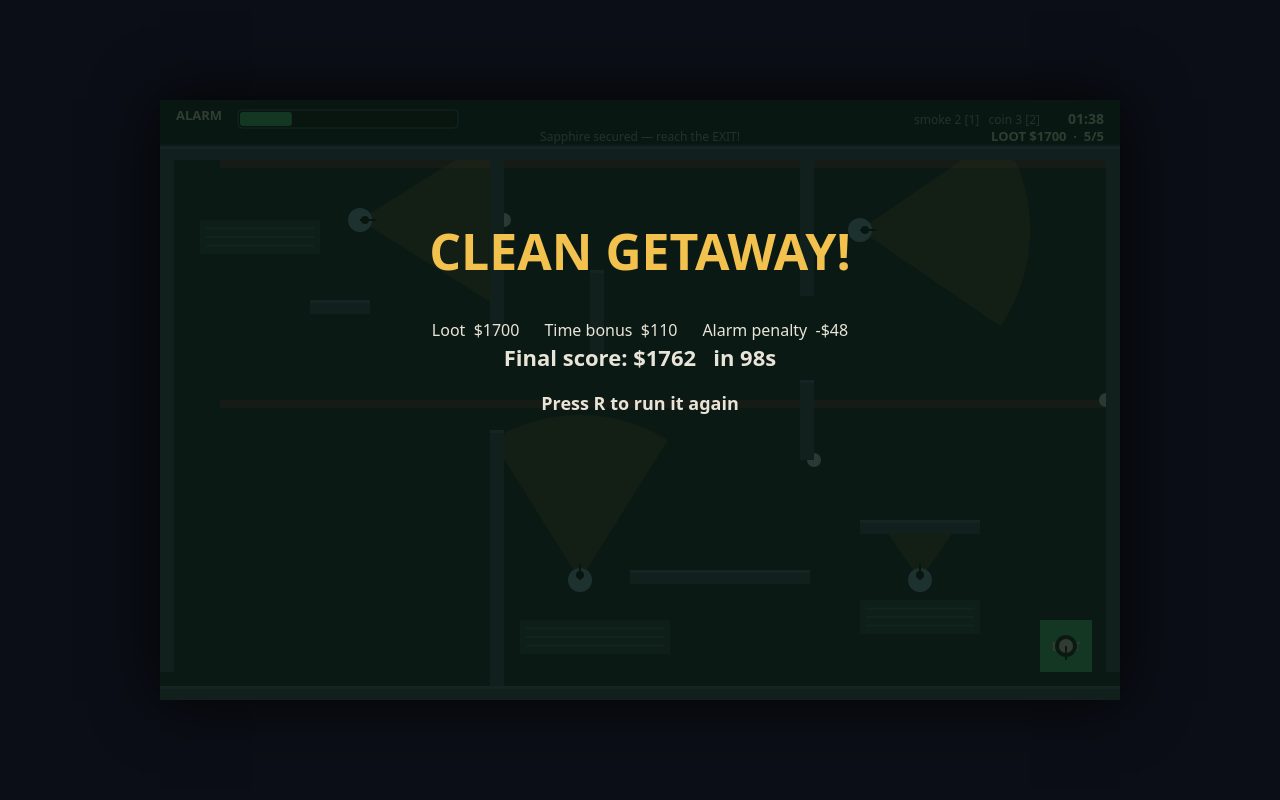 ALARM
smoke 2 [1] coin 3 [2] 01:38
Sapphire secured — reach the EXIT! LOOT $1700 · 5/5
CLEAN GETAWAY!
Loot $1700 Time bonus $110 Alarm penalty -$48
Final score: $1762 in 98s
Press R to run it again